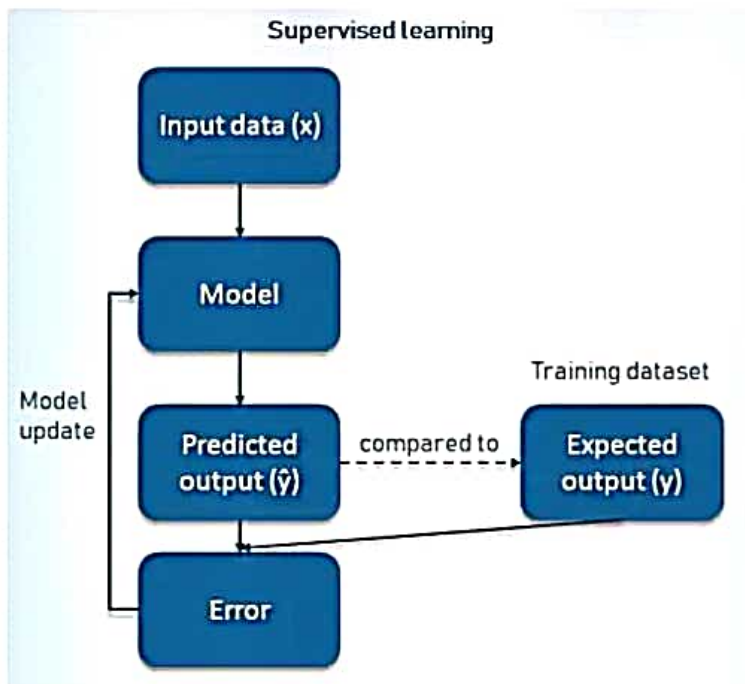 Supervised learning
Input data (x)
Model
Model
update
Predicted
output (ŷ)
compared to
Training dataset
Expected
output (y)
Error